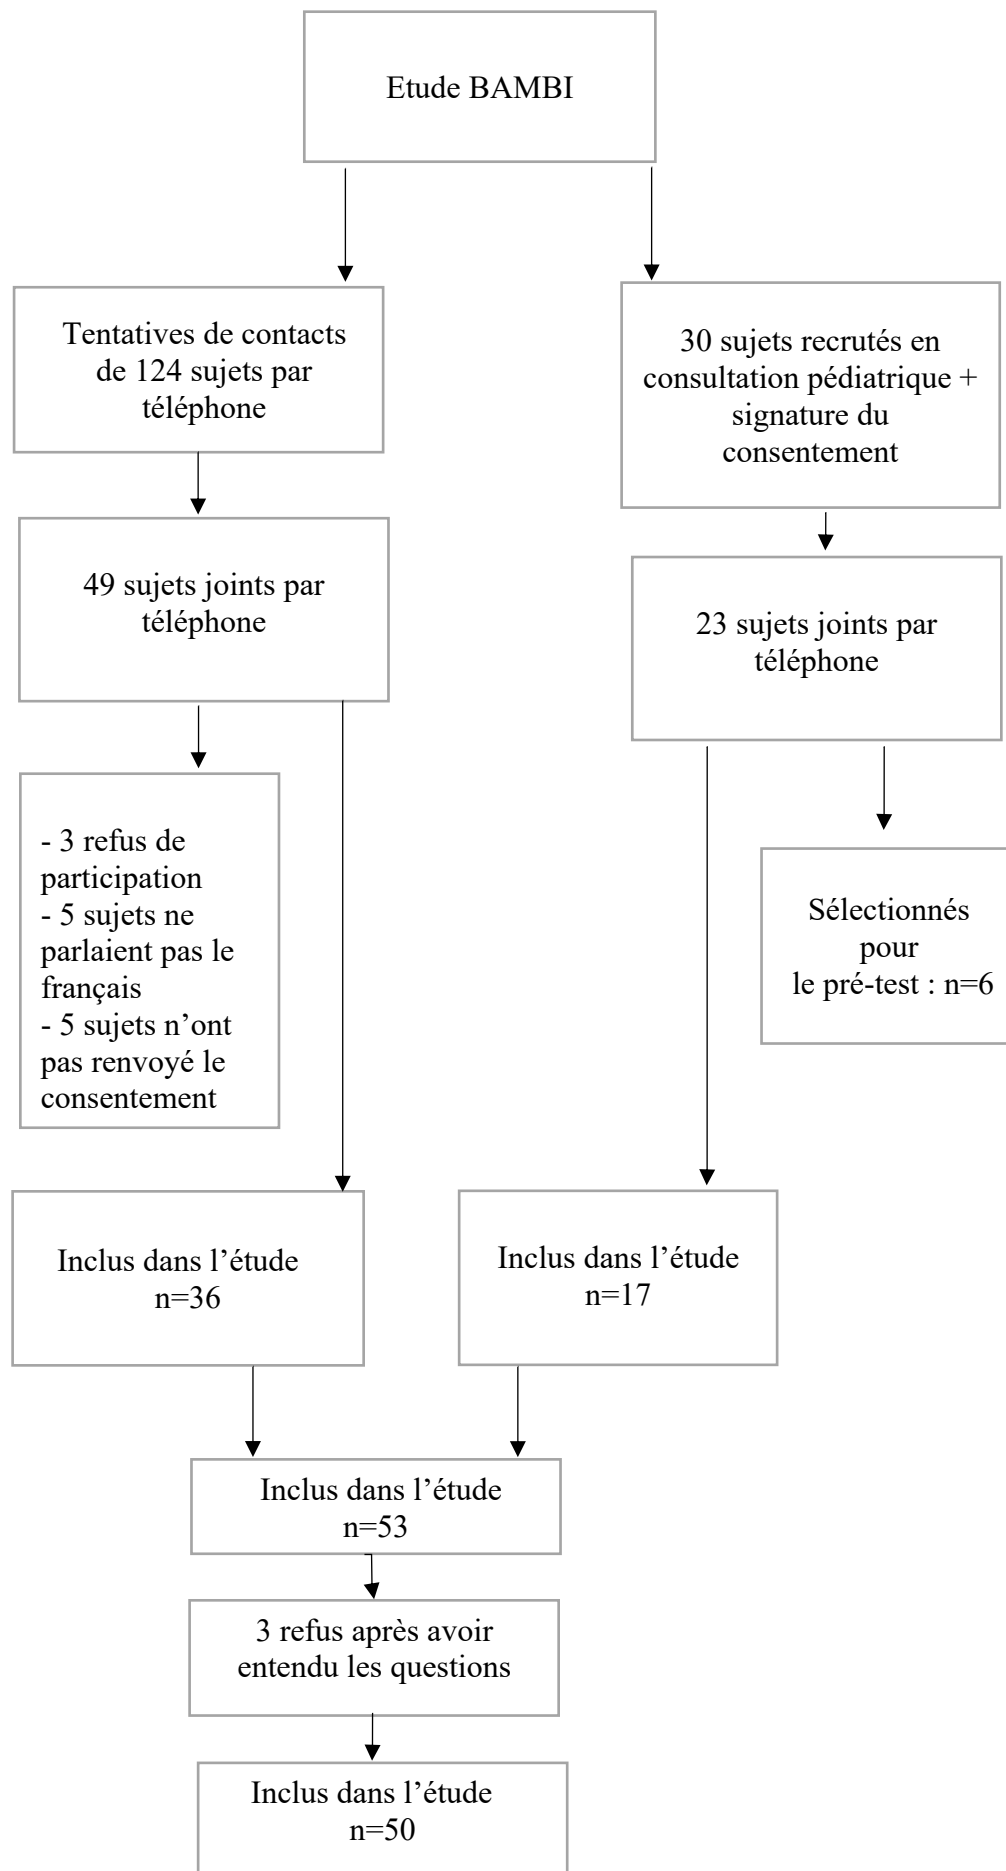 Etude BAMBI
Tentatives de contacts
de 124 sujets par
téléphone
30 sujets recrutés en
consultation pédiatrique +
signature du
consentement
49 sujets joints par
téléphone
23 sujets joints par
téléphone
- 3 refus de
participation
- 5 sujets ne
parlaient pas le
français
- 5 sujets n’ont
pas renvoyé le
consentement
Sélectionnés
pour
le pré-test : n=6
Inclus dans l’étude
n=36
Inclus dans l’étude
n=17
Inclus dans l’étude
n=53
3 refus après avoir
entendu les questions
Inclus dans l’étude
n=50